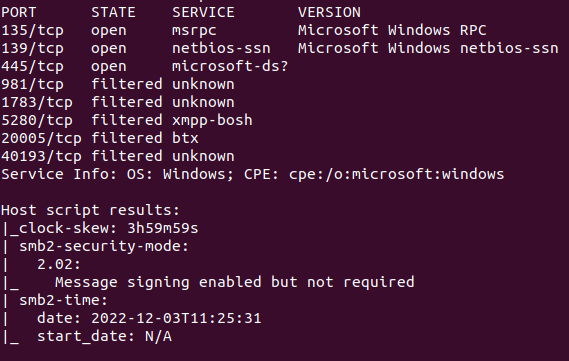 PORT      STATE    SERVICE       VERSION
135/tcp   open     msrpc         Microsoft Windows RPC
139/tcp   open     netbios-ssn   Microsoft Windows netbios-ssn
445/tcp   open     microsoft-ds?
981/tcp   filtered unknown
1783/tcp  filtered unknown
5280/tcp  filtered xmpp-bosh
20005/tcp filtered btx
40193/tcp filtered unknown
Service Info: OS: Windows; CPE: cpe:/o:microsoft:windows

Host script results:
|_clock-skew: 3h59m59s
| smb2-security-mode:
|   2.02:
|_    Message signing enabled but not required
| smb2-time:
|   date: 2022-12-03T11:25:31
|_  start_date: N/A